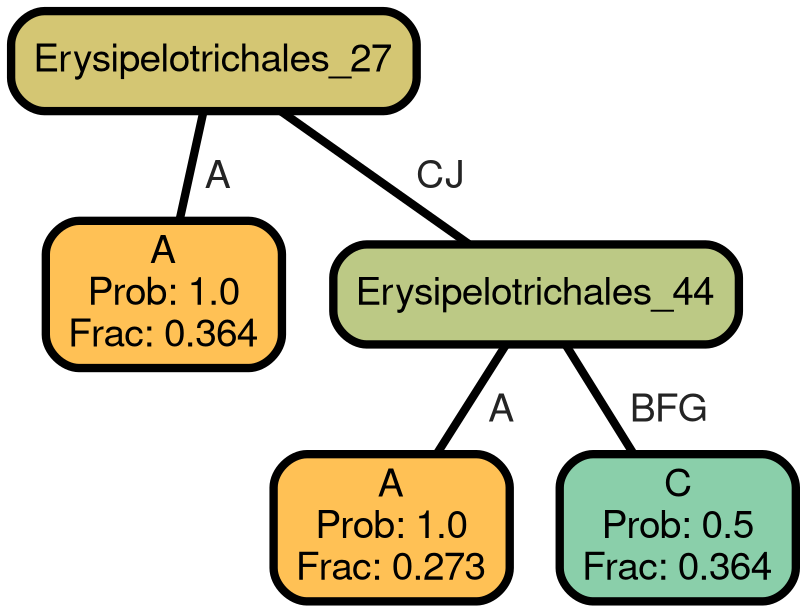 Erysipelotrichales_27
A
CJ
A
Prob: 1.0
Frac: 0.364
Erysipelotrichales_44
A
BFG
A
Prob: 1.0
Frac: 0.273
C
Prob: 0.5
Frac: 0.364